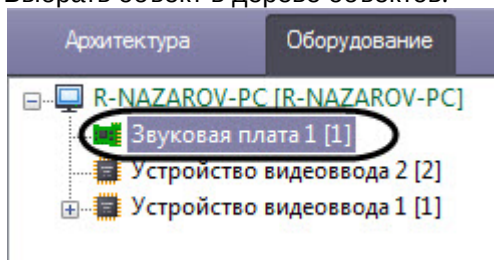 Выбрать объект в дереве объектов.
Архитектура Оборудование
R-NAZAROV-PC [R-NAZAROV-PC]
Звуковая плата 1 [1]
Устройство видеоввода 2 [2]
Устройство видеоввода 1 [1]